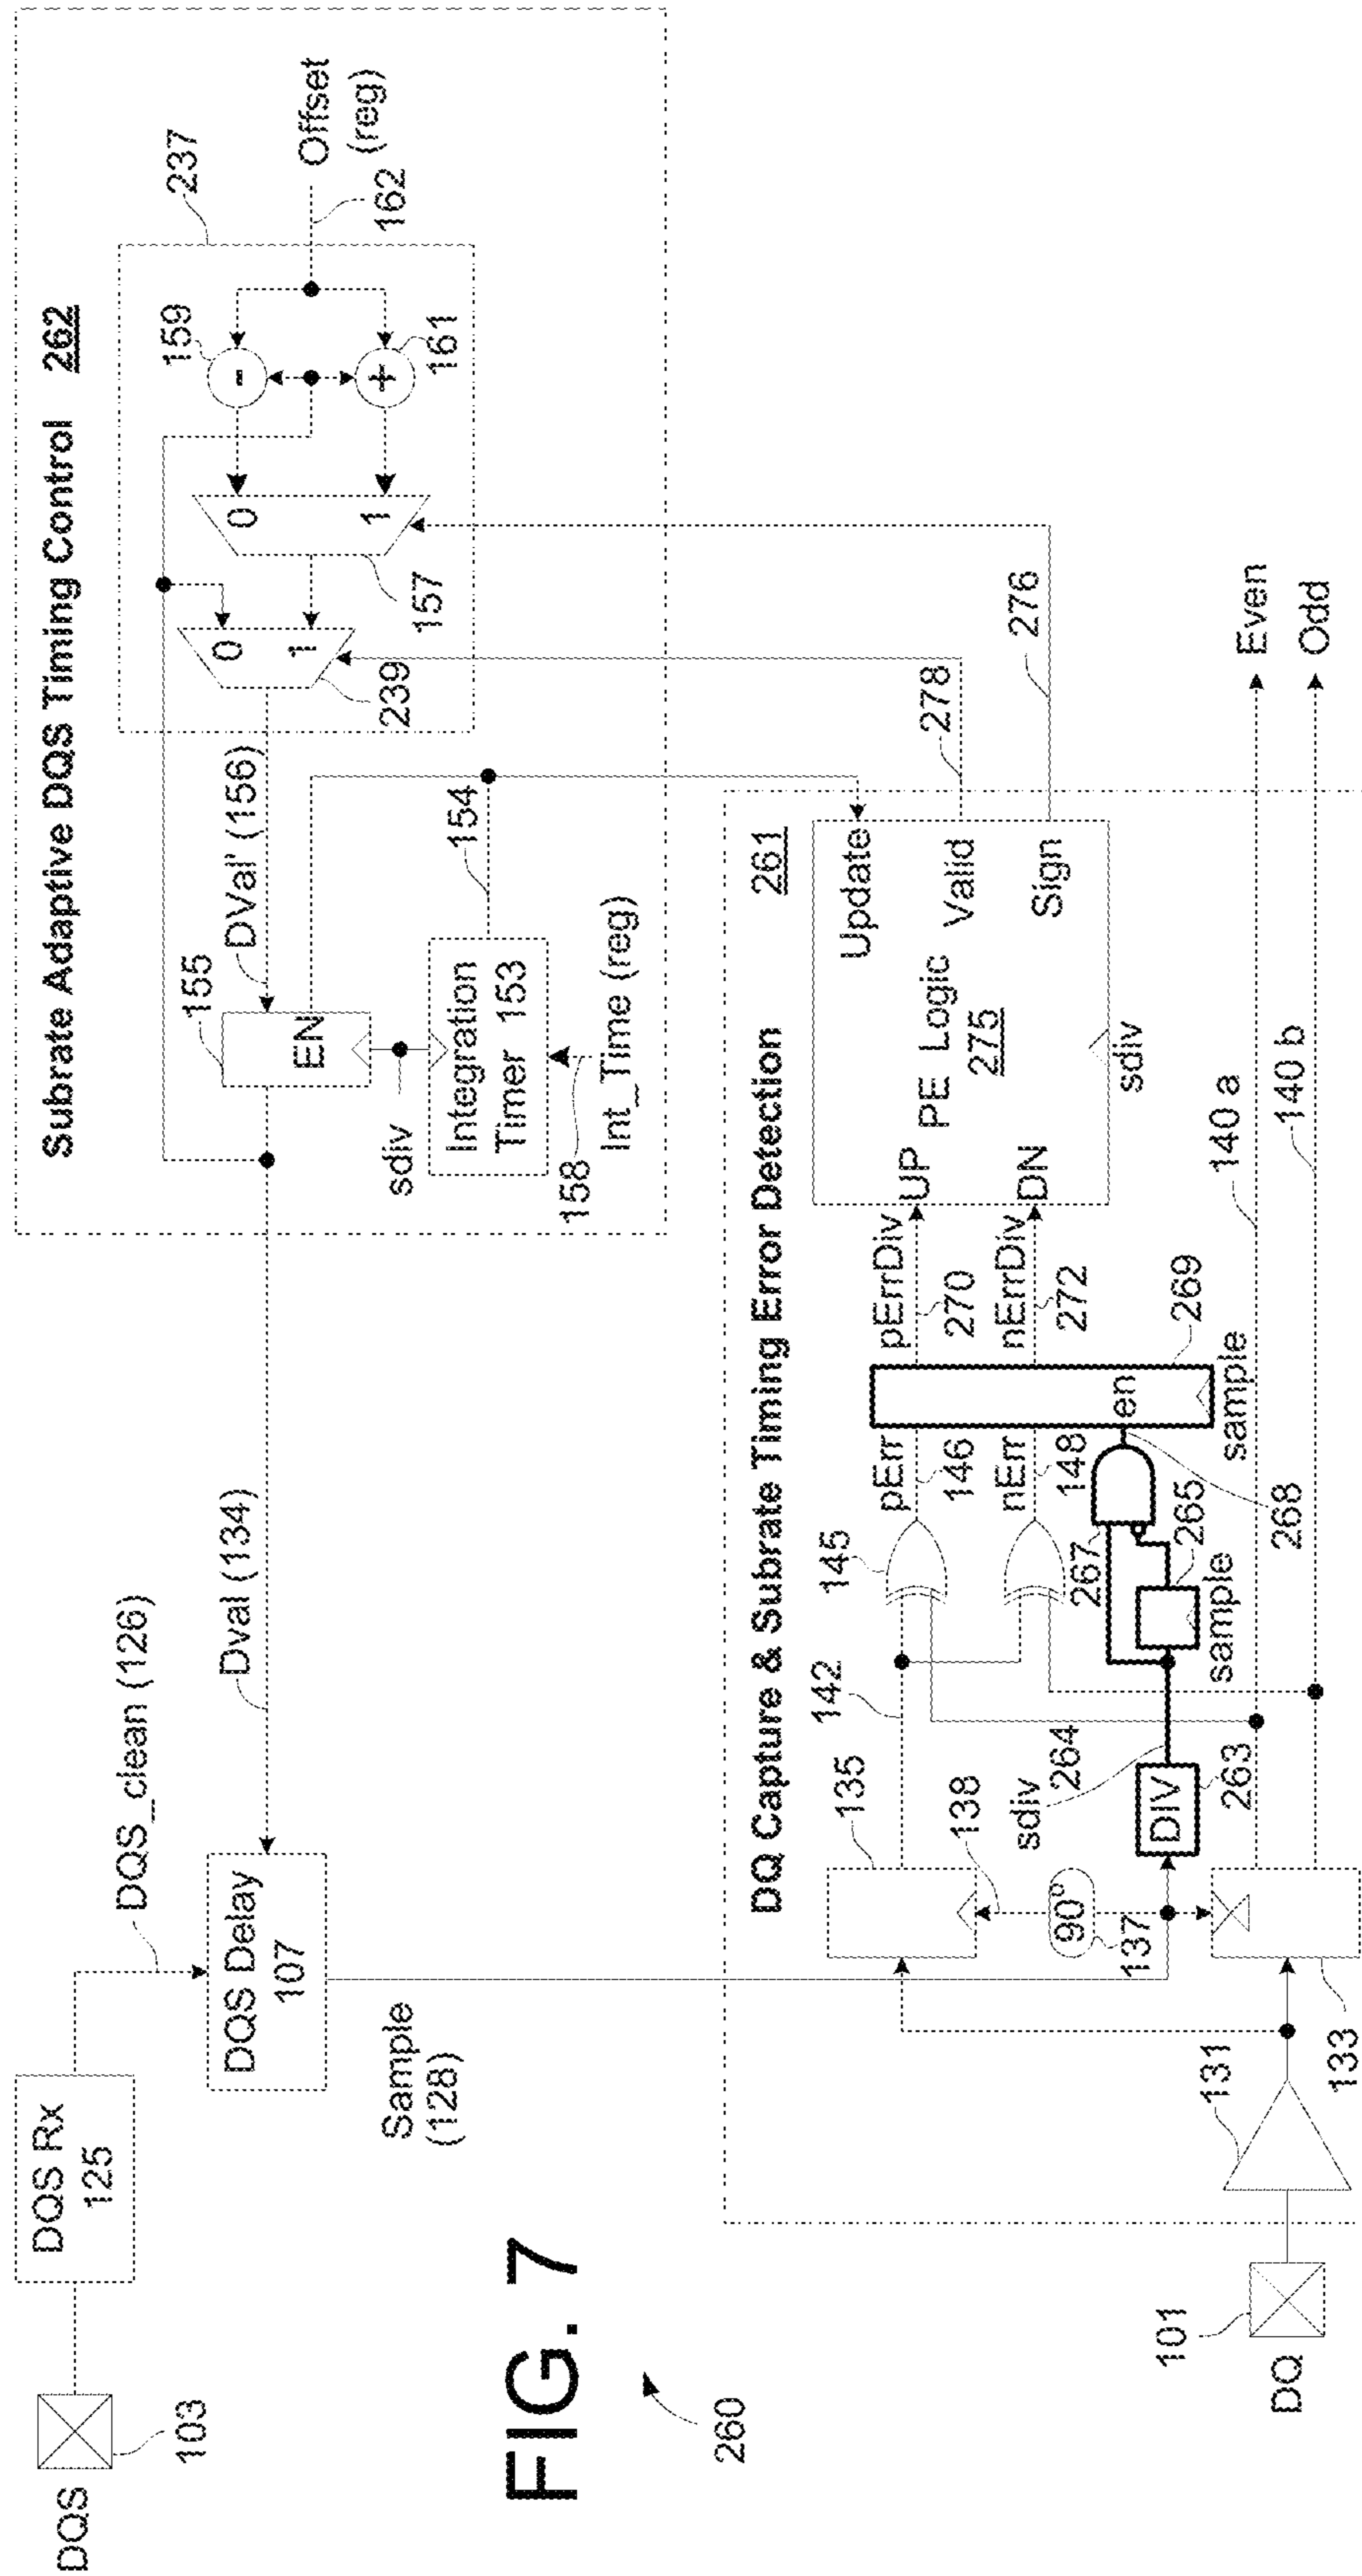 DQS
103
DQS Rx
125
DQS_clean (126)
DQS Delay
107
Sample
(128)
Dval (134)
Subrate Adaptive DQS Timing Control 262
155
EN
sdiv
Integration
Timer 153
158
Int_Time (reg)
154
DVal' (156)
0
1
239
0
1
157
159
-
+
161
237
162
Offset
(reg)
FIG. 7
260
DQ Capture & Subrate Timing Error Detection 261
101
DQ
131
133
135
90°
137
138
DIV
263
sdiv
264
142
145
pErr
146
nErr
148
267
265
sample
268
en
269
sample
pErrDiv
270
nErrDiv
272
UP
DN
PE Logic
275
Update
Valid
Sign
sdiv
278
276
140 a
140 b
Even
Odd